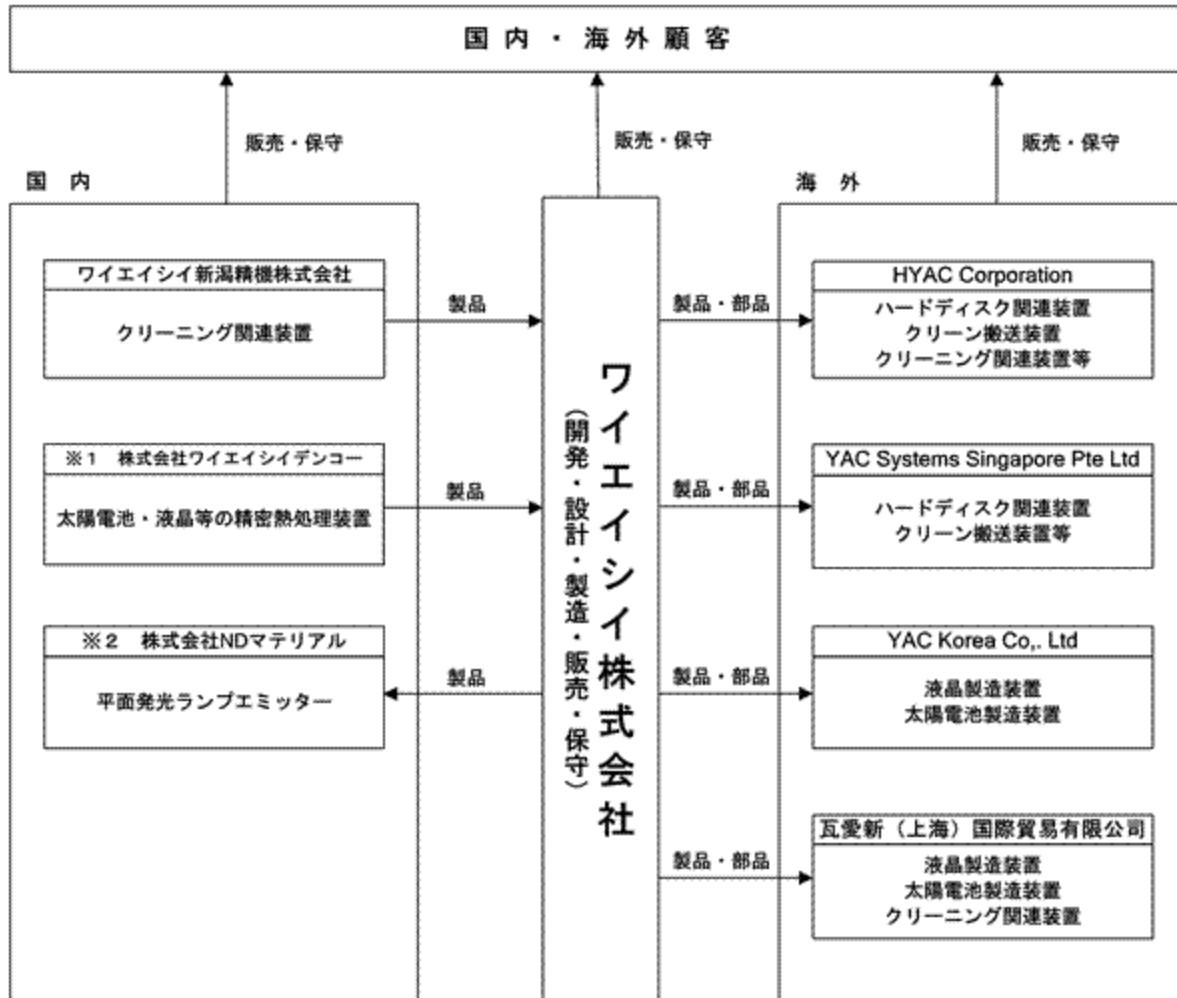 国内・海外顧客
販売・保守
販売・保守
販売・保守
国 内
ワイエイシイ新潟精機株式会社
クリーニング関連装置
製品
※1 株式会社ワイエイシイデンコー
太陽電池・液晶等の精密熱処理装置
製品
※2 株式会社NDマテリアル
平面発光ランプエミッター
製品
ワイエイシイ株式会社
(開発・設計・製造・販売・保守)
海 外
製品・部品
HYAC Corporation
ハードディスク関連装置
クリーン搬送装置
クリーニング関連装置等
製品・部品
YAC Systems Singapore Pte Ltd
ハードディスク関連装置
クリーン搬送装置等
製品・部品
YAC Korea Co,. Ltd
液晶製造装置
太陽電池製造装置
製品・部品
瓦愛新（上海）国際貿易有限公司
液晶製造装置
太陽電池製造装置
クリーニング関連装置